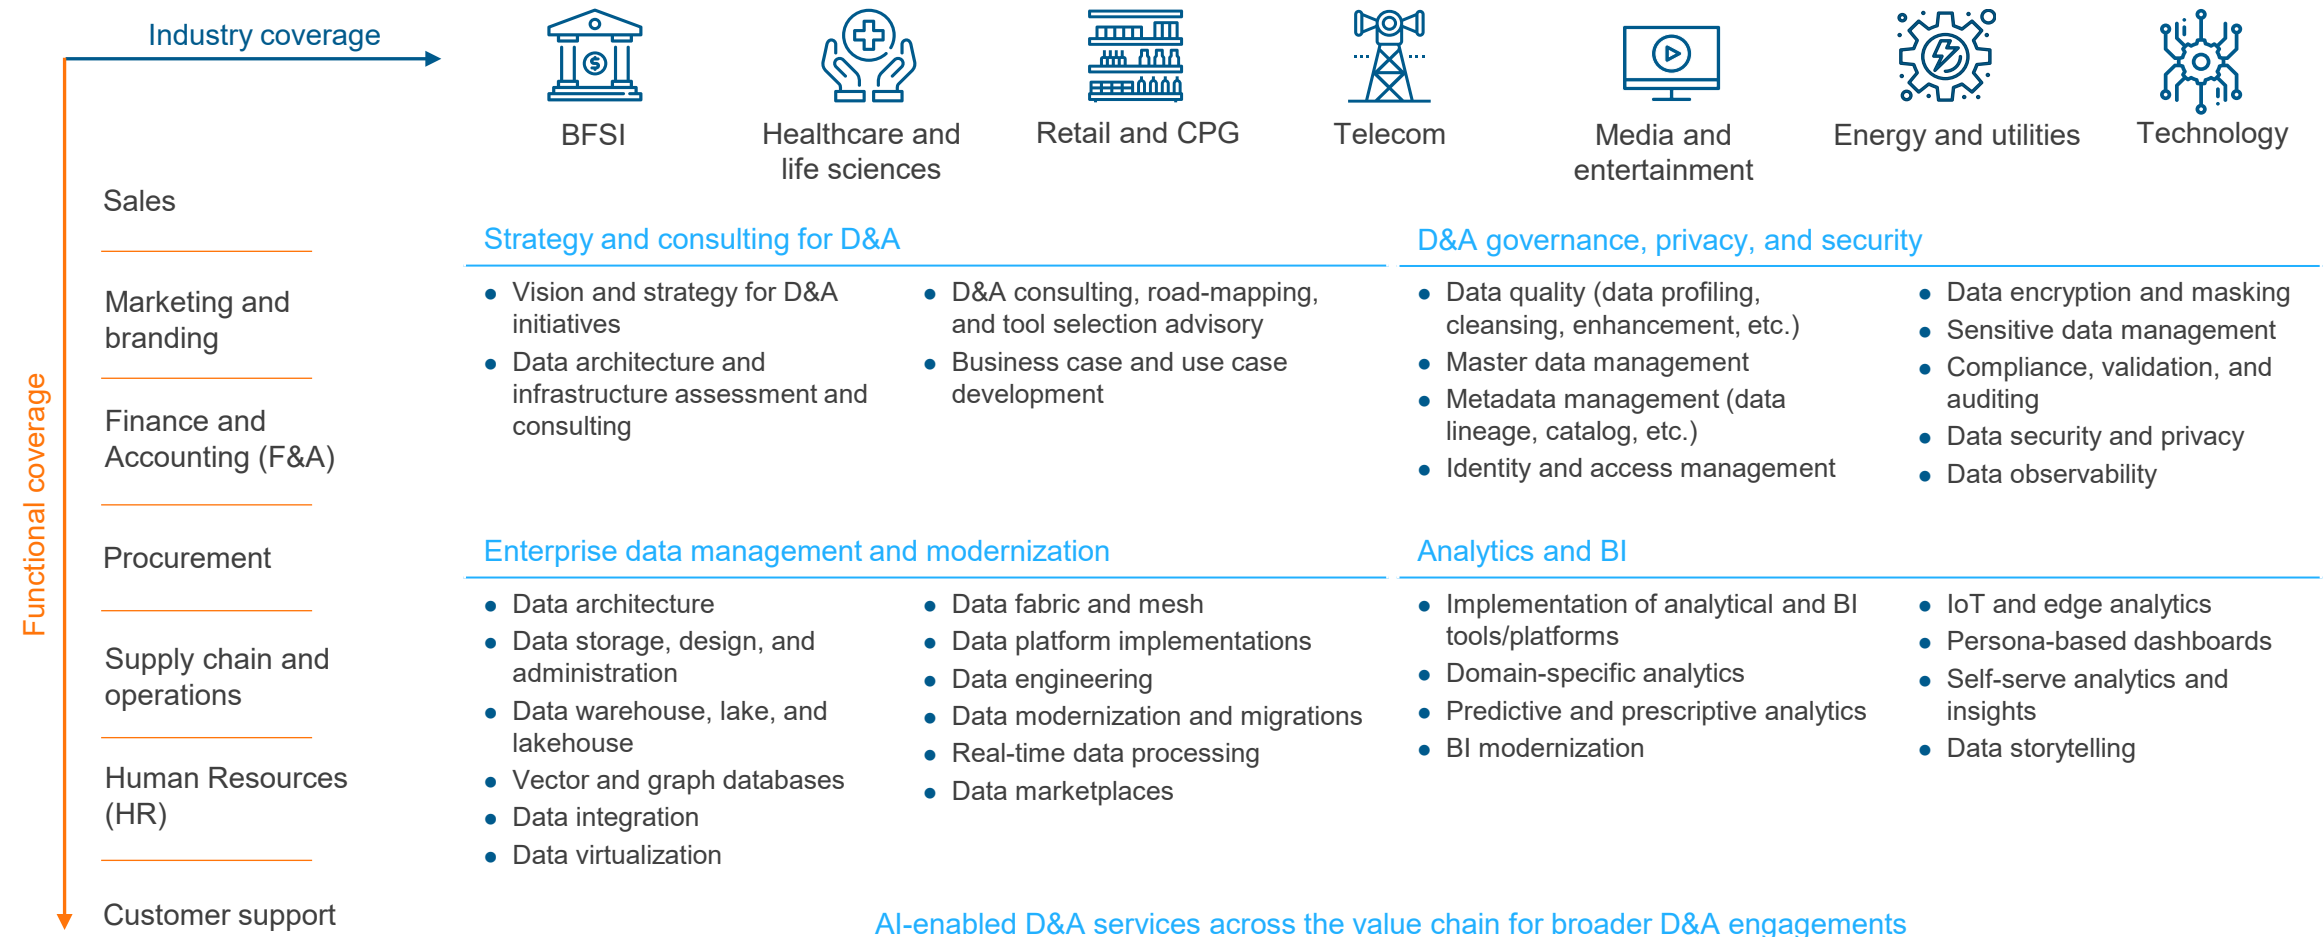 Industry coverage
BFSI
Healthcare and
life sciences
Retail and CPG
Telecom
Media and
entertainment
Energy and utilities
Technology
Functional coverage
Sales
Marketing and
branding
Finance and
Accounting (F&A)
Procurement
Supply chain and
operations
Human Resources
(HR)
Customer support
Strategy and consulting for D&A
● Vision and strategy for D&A
initiatives
● Data architecture and
infrastructure assessment and
consulting
● D&A consulting, road-mapping,
and tool selection advisory
● Business case and use case
development
D&A governance, privacy, and security
● Data quality (data profiling,
cleansing, enhancement, etc.)
● Master data management
● Metadata management (data
lineage, catalog, etc.)
● Identity and access management
● Data encryption and masking
● Sensitive data management
● Compliance, validation, and
auditing
● Data security and privacy
● Data observability
Enterprise data management and modernization
● Data architecture
● Data storage, design, and
administration
● Data warehouse, lake, and
lakehouse
● Vector and graph databases
● Data integration
● Data virtualization
● Data fabric and mesh
● Data platform implementations
● Data engineering
● Data modernization and migrations
● Real-time data processing
● Data marketplaces
Analytics and BI
● Implementation of analytical and BI
tools/platforms
● Domain-specific analytics
● Predictive and prescriptive analytics
● BI modernization
● IoT and edge analytics
● Persona-based dashboards
● Self-serve analytics and
insights
● Data storytelling
AI-enabled D&A services across the value chain for broader D&A engagements